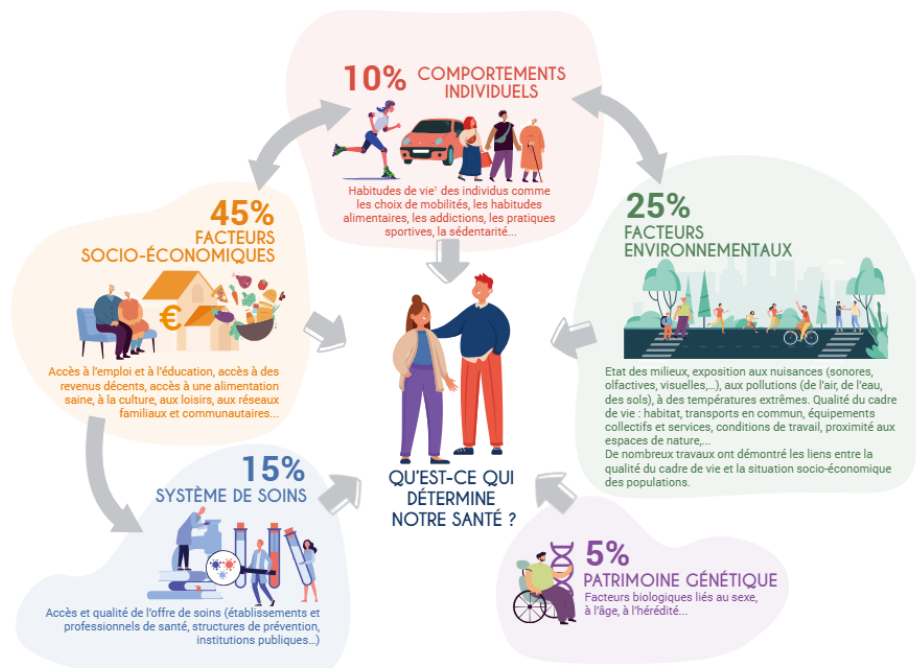 10% COMPORTEMENTS
INDIVIDUELS
Habitudes de vie¹ des individus comme
les choix de mobilités, les habitudes
alimentaires, les addictions, les pratiques
sportives, la sédentarité...
45%
FACTEURS
SOCIO-ÉCONOMIQUES
€
Accès à l'emploi et à l'éducation, accès à des
revenus décents, accès à une alimentation
saine, à la culture, aux loisirs, aux réseaux
familiaux et communautaires...
25%
FACTEURS
ENVIRONNEMENTAUX
Etat des milieux, exposition aux nuisances (sonores,
olfactives, visuelles,...), aux pollutions (de l'air, de l'eau,
des sols), à des températures extrêmes. Qualité du cadre
de vie : habitat, transports en commun, équipements
collectifs et services, conditions de travail, proximité aux
espaces de nature,...
De nombreux travaux ont démontré les liens entre la
qualité du cadre de vie et la situation socio-économique
des populations.
QU'EST-CE QUI
DÉTERMINE
NOTRE SANTÉ ?
15%
SYSTÈME DE SOINS
Accès et qualité de l'offre de soins (établissements et
professionnels de santé, structures de prévention,
institutions publiques...)
5%
PATRIMOINE GÉNÉTIQUE
Facteurs biologiques liés au sexe,
à l'âge, à l'hérédité...